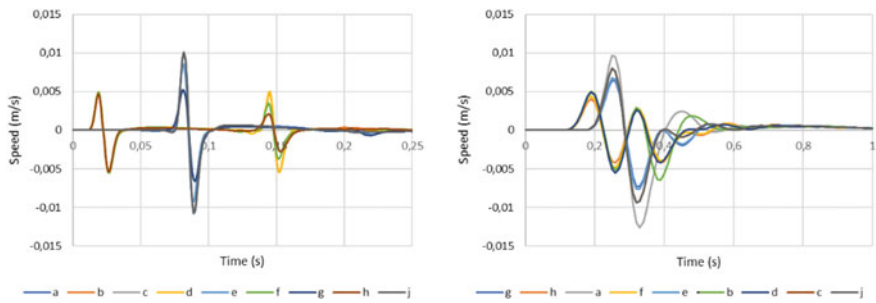 0,015
0,01
0,005
0
-0,005
-0,01
-0,015
Speed (m/s)
0 0,05 0,1 0,15 0,2 0,25
Time (s)
a b c d e f g h j
0,015
0,01
0,005
0
-0,005
-0,01
-0,015
Speed (m/s)
0 0,2 0,4 0,6 0,8 1
Time (s)
g h a f e b d c j